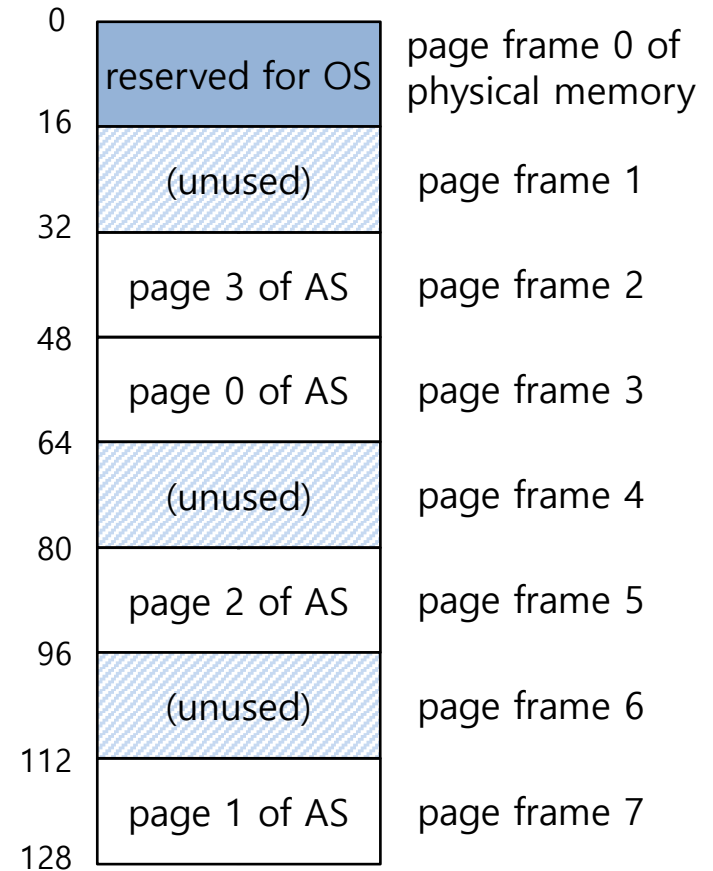 0
reserved for OS
page frame 0 of
physical memory
16
(unused)
page frame 1
32
page 3 of AS
page frame 2
48
page 0 of AS
page frame 3
64
(unused)
page frame 4
80
page 2 of AS
page frame 5
96
(unused)
page frame 6
112
page 1 of AS
page frame 7
128